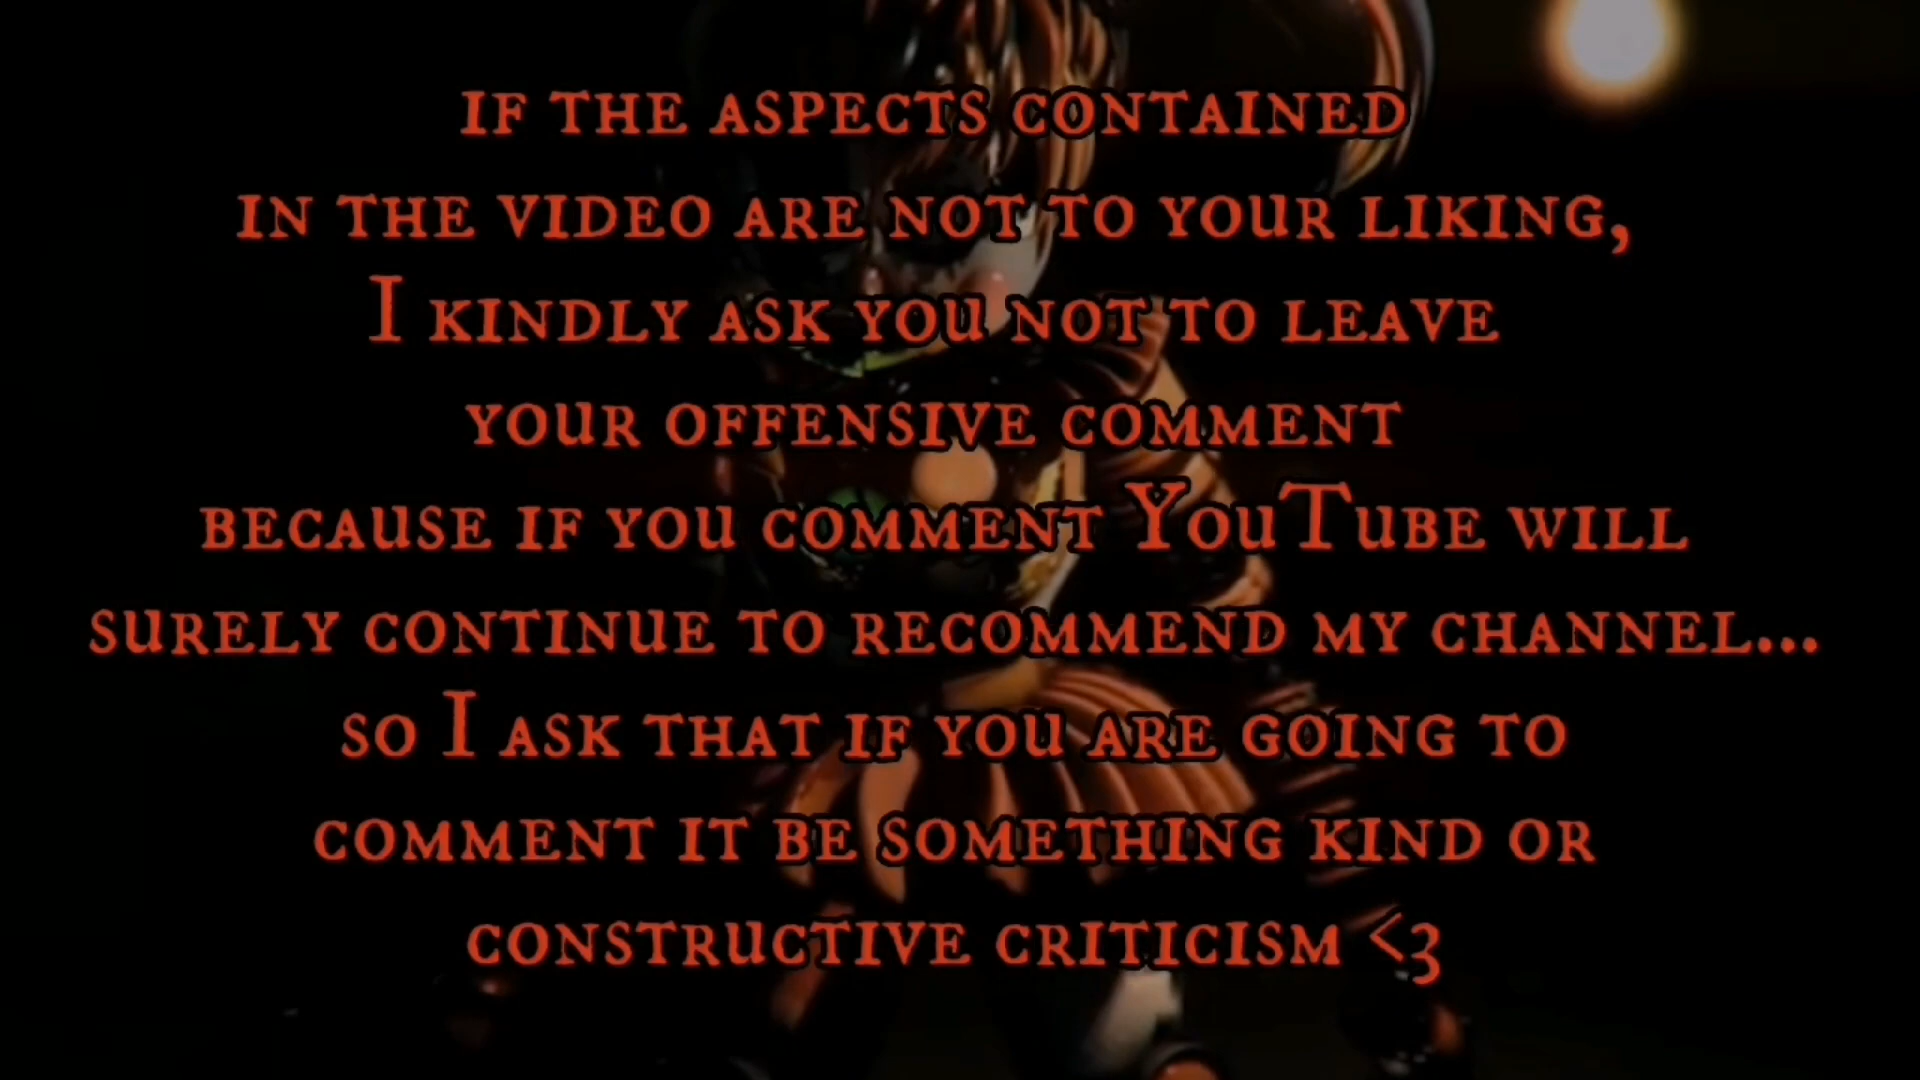 if the aspects contained
in the video are not to your liking,
I kindly ask you not to leave
your offensive comment
because if you comment YouTube will
surely continue to recommend my channel...
so I ask that if you are going to
comment it be something kind or
constructive criticism <3